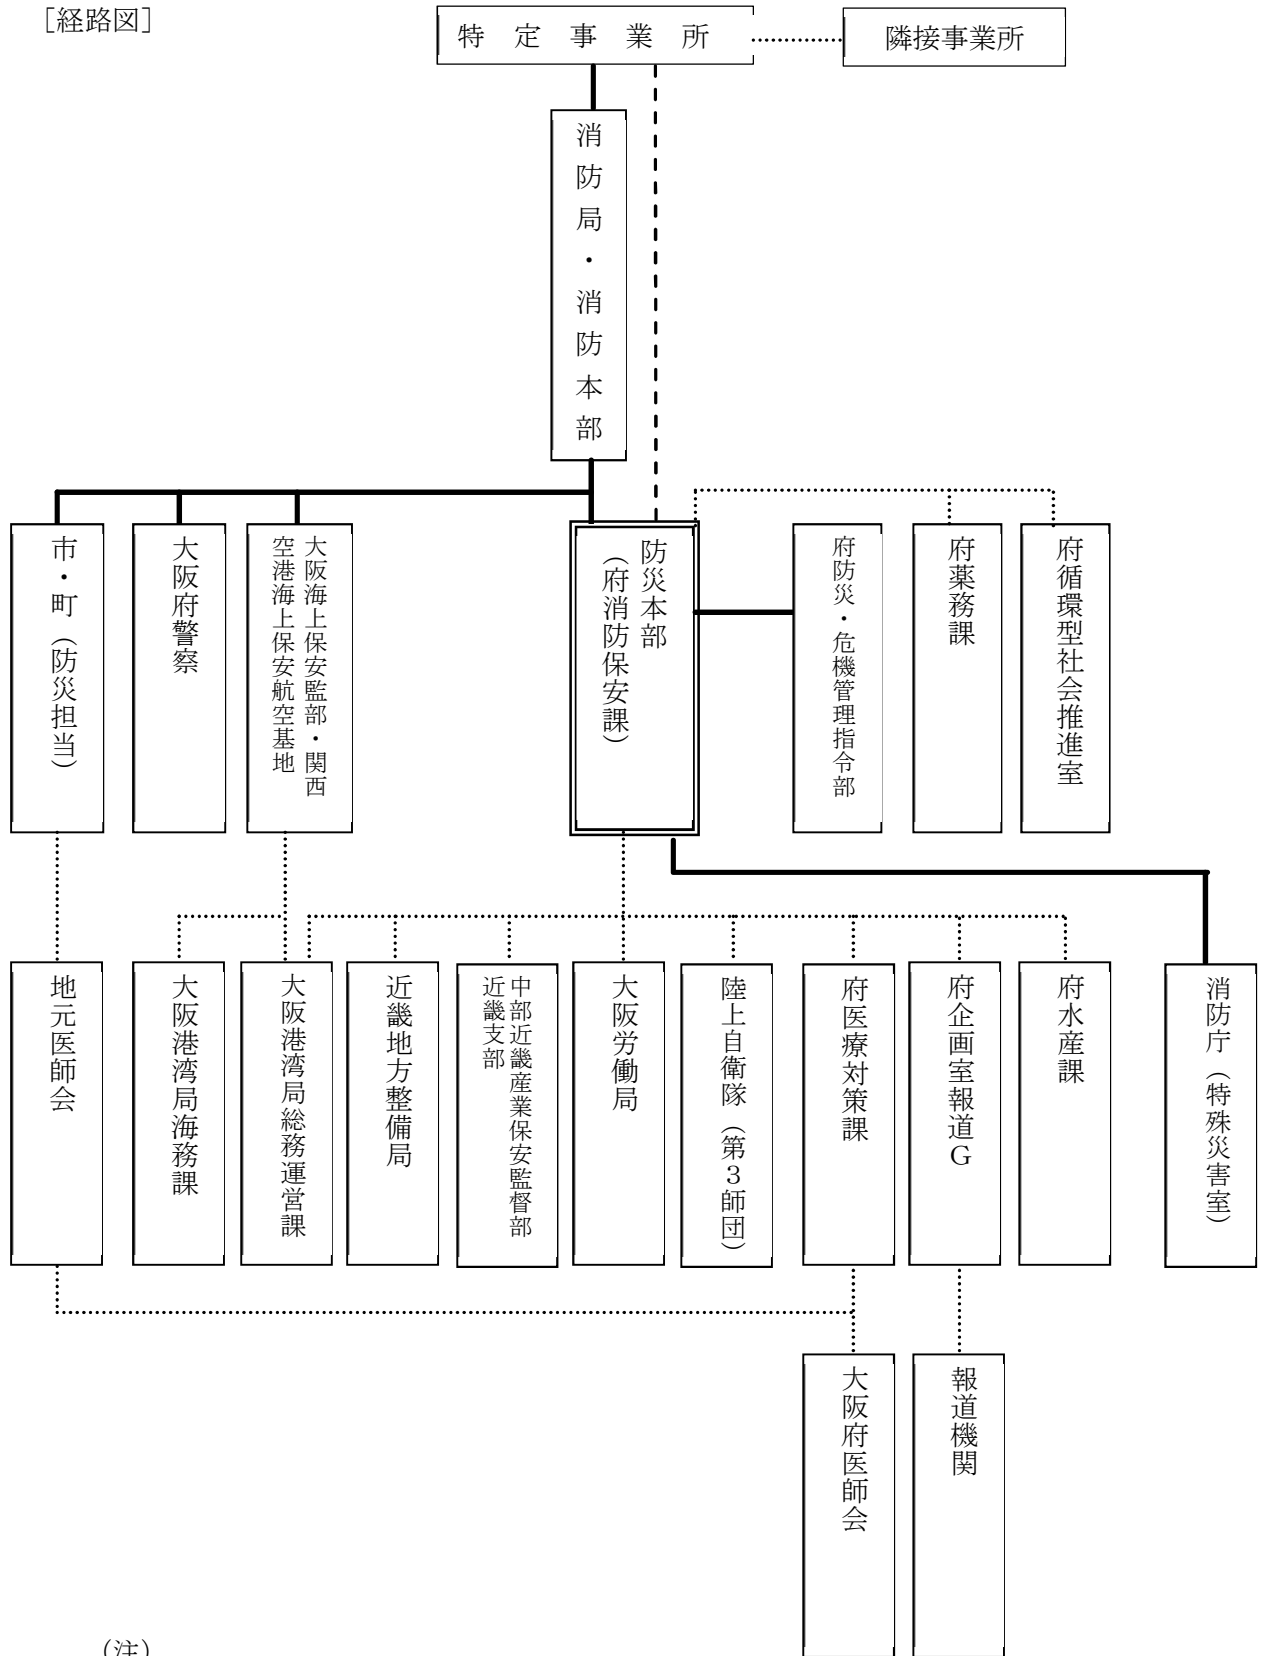 ［経路図］
特定事業所
隣接事業所
消防局・消防本部
市・町（防災担当）
大阪府警察
大阪海上保安監部・関西
空港海上保安航空基地
防災本部
（府消防保安課）
府防災・危機管理指令部
府薬務課
府循環型社会推進室
地元医師会
大阪港湾局海務課
大阪港湾局総務運営課
近畿地方整備局
中部近畿産業保安監督部
近畿支部
大阪労働局
陸上自衛隊（第３師団）
府医療対策課
府企画室報道Ｇ
府水産課
消防庁（特殊災害室）
大阪府医師会
報道機関
（注）